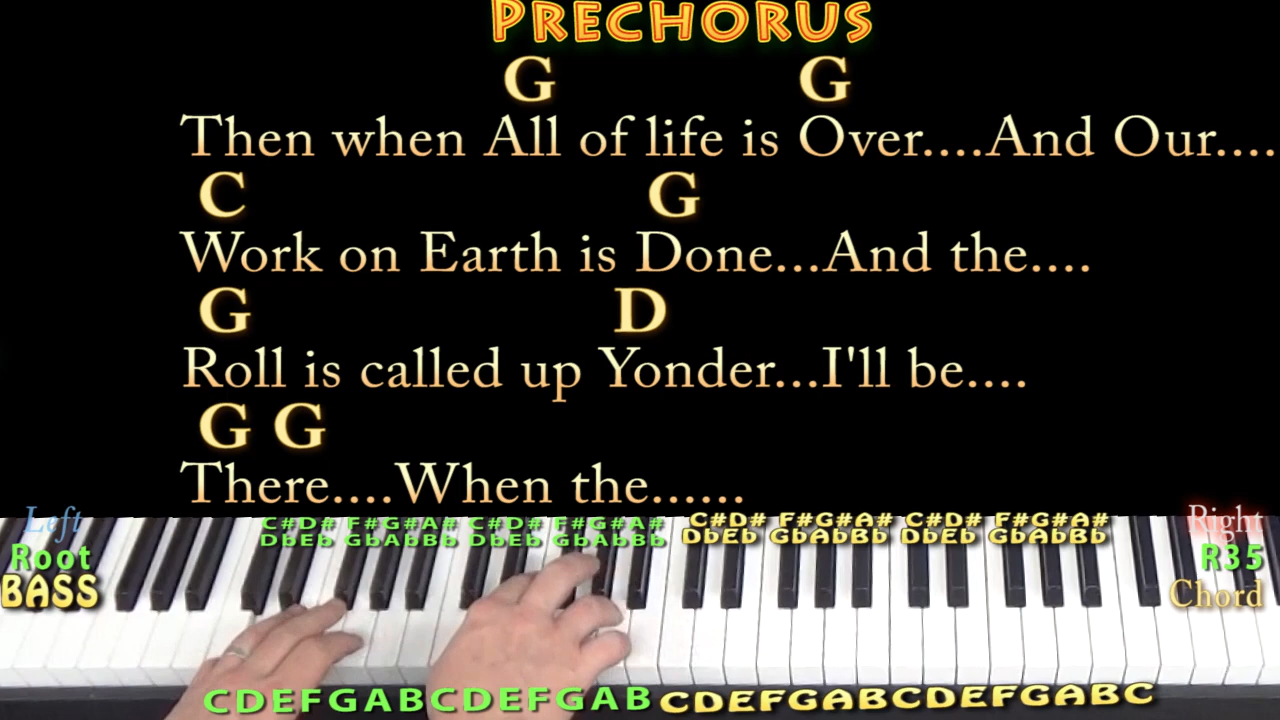 PRECHORUS
G G
Then when All of life is Over....And Our....
C G
Work on Earth is Done...And the....
G D
Roll is called up Yonder...I'll be....
G G
There....When the......
Left
Root
BASS
C#D# F#G#A# C#D# F#G#A# C#D# F#G#A# C#D# F#G#A#
DbEb GbAbBb DbEb GbAbBb DbEb GbAbBb DbEb GbAbBb
Right
R35
Chord
CDEFGABCDEFGAB CDEFGABCDEFGABC